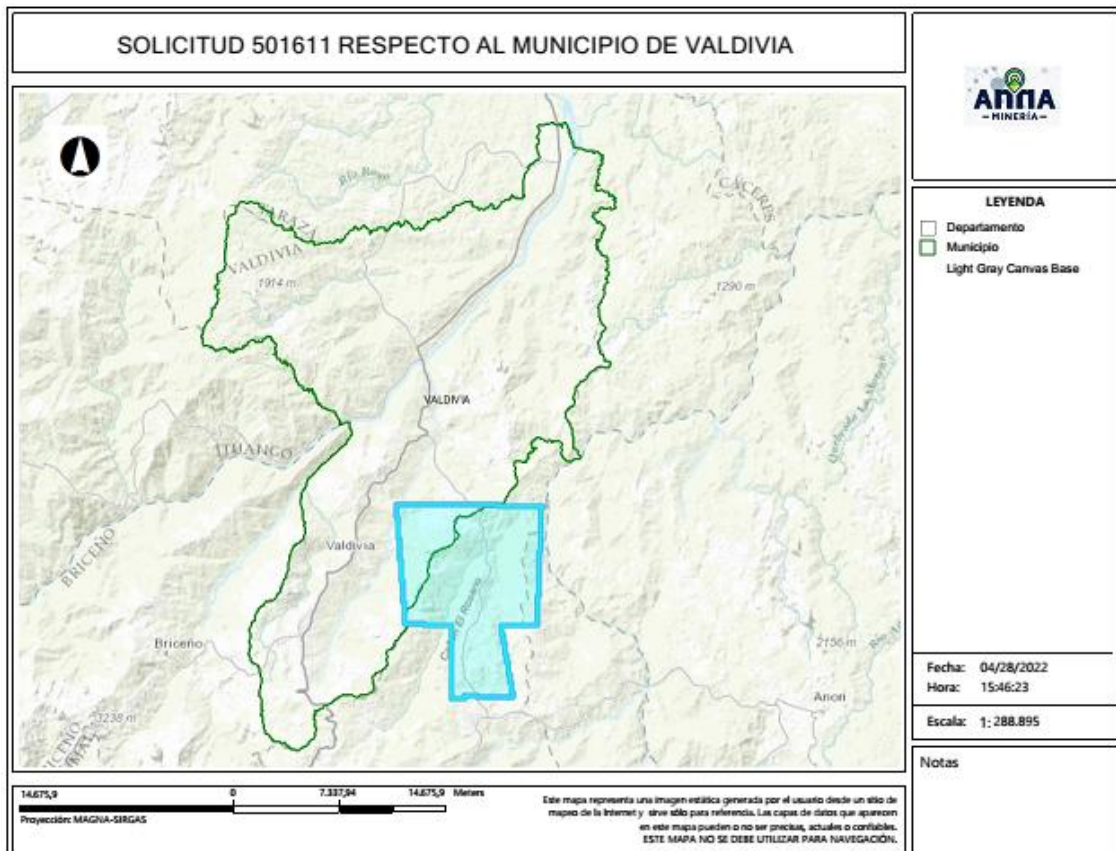 SOLICITUD 501611 RESPECTO AL MUNICIPIO DE VALDIVIA
ANNA
-MINERÍA-
LEYENDA
Departamento
Municipio
Light Gray Canvas Base
Río Rayo
TARAZA
VALDIVIA
1914 m
CACERES
1290 m
VALDIVIA
ITUANGO
BRICEÑO
Valdivia
El Rosario
Briceño
3238 m
2156 m
Anorí
Fecha: 04/28/2022
Hora: 15:46:23
Escala: 1: 288.895
Notas
14.675,9 0 7.337,94 14.675,9 Meters
Proyección: MAGNA-SIRGAS
Este mapa representa una imagen estática generada por el usuario desde un sitio de
mapeo de la Internet y sirve sólo para referencia. Las capas de datos que aparecen
en este mapa pueden o no ser precisas, actuales o confiables.
ESTE MAPA NO SE DEBE UTILIZAR PARA NAVEGACIÓN.